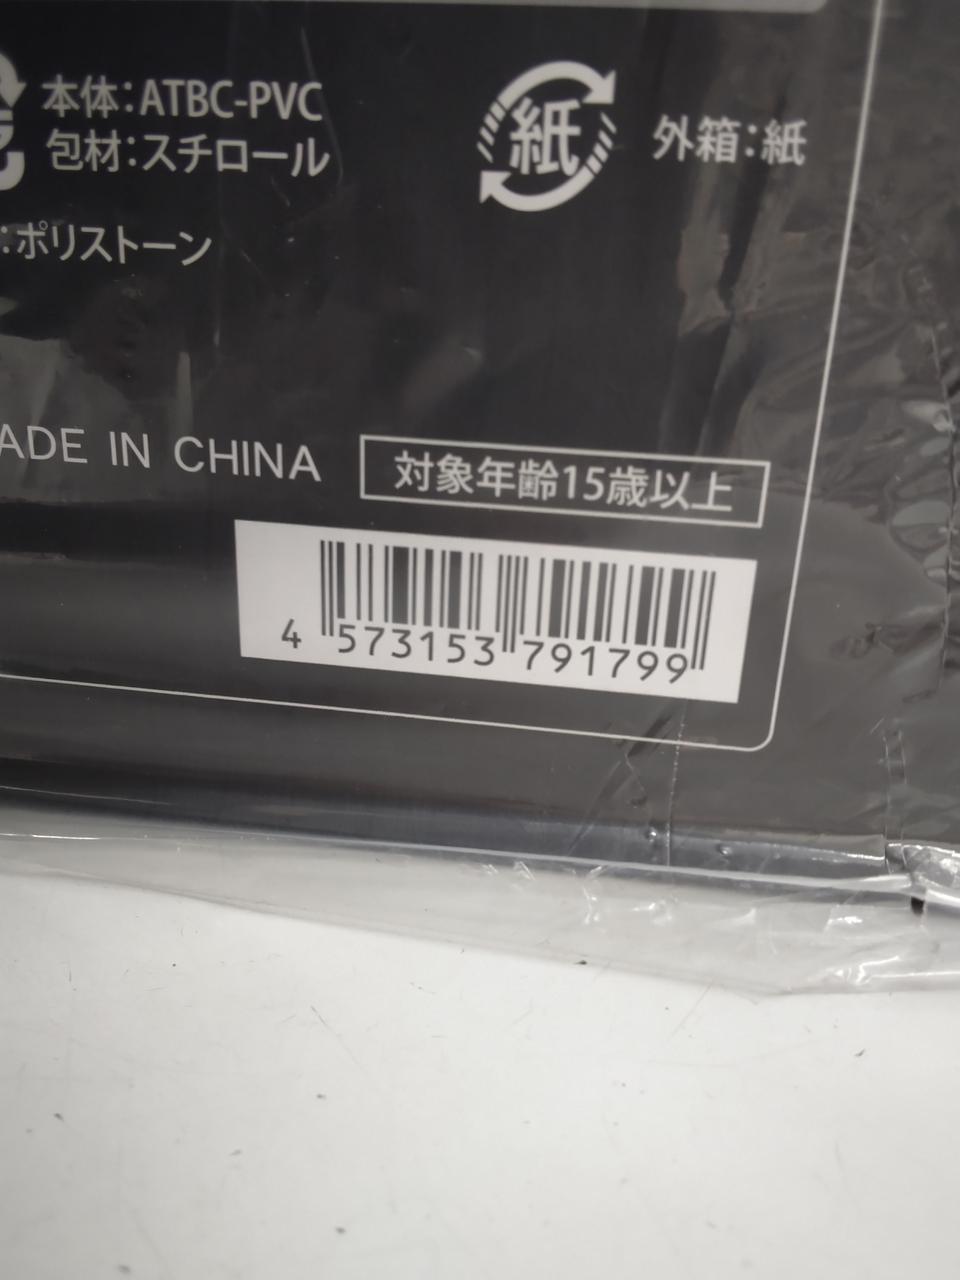 本体：ATBC-PVC
包材：スチロール
紙
外箱：紙
：ポリストーン
ADE IN CHINA
対象年齢15歳以上
4 573153 791799